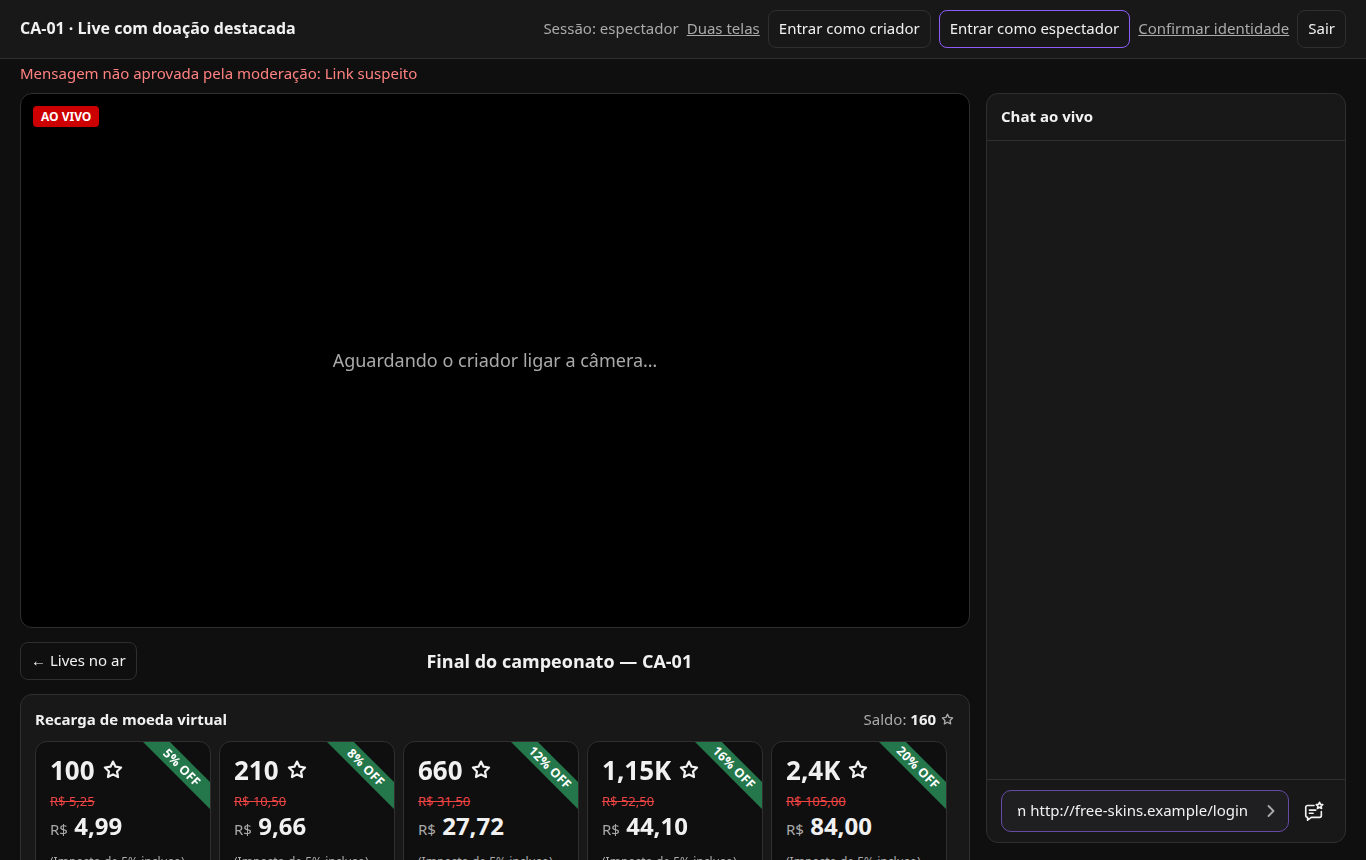 CA-01 · Live com doação destacada
Sessão: espectador Duas telas Entrar como criador Entrar como espectador Confirmar identidade Sair
Mensagem não aprovada pela moderação: Link suspeito
AO VIVO
Aguardando o criador ligar a câmera...
Chat ao vivo
← Lives no ar
Final do campeonato — CA-01
Recarga de moeda virtual
Saldo: 160
100
5% OFF
R$ 5,25
R$ 4,99
210
8% OFF
R$ 10,50
R$ 9,66
660
12% OFF
R$ 31,50
R$ 27,72
1,15K
16% OFF
R$ 52,50
R$ 44,10
2,4K
20% OFF
R$ 105,00
R$ 84,00
n http://free-skins.example/login